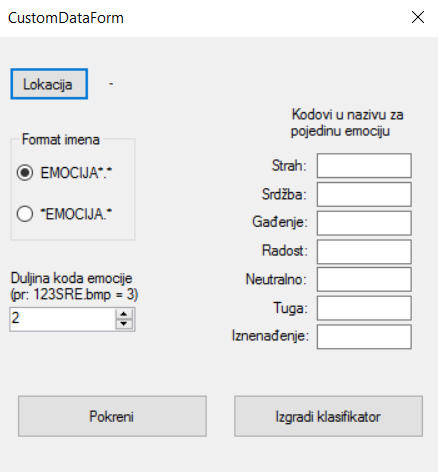 CustomDataForm
Lokacija
-
Format imena
EMOCIJA*.*
*EMOCIJA.*
Duljina koda emocije
(pr: 123SRE.bmp = 3)
2
Kodovi u nazivu za
pojedinu emociju
Strah:
Srdžba:
Gađenje:
Radost:
Neutralno:
Tuga:
Iznenađenje:
Pokreni
Izgradi klasifikator